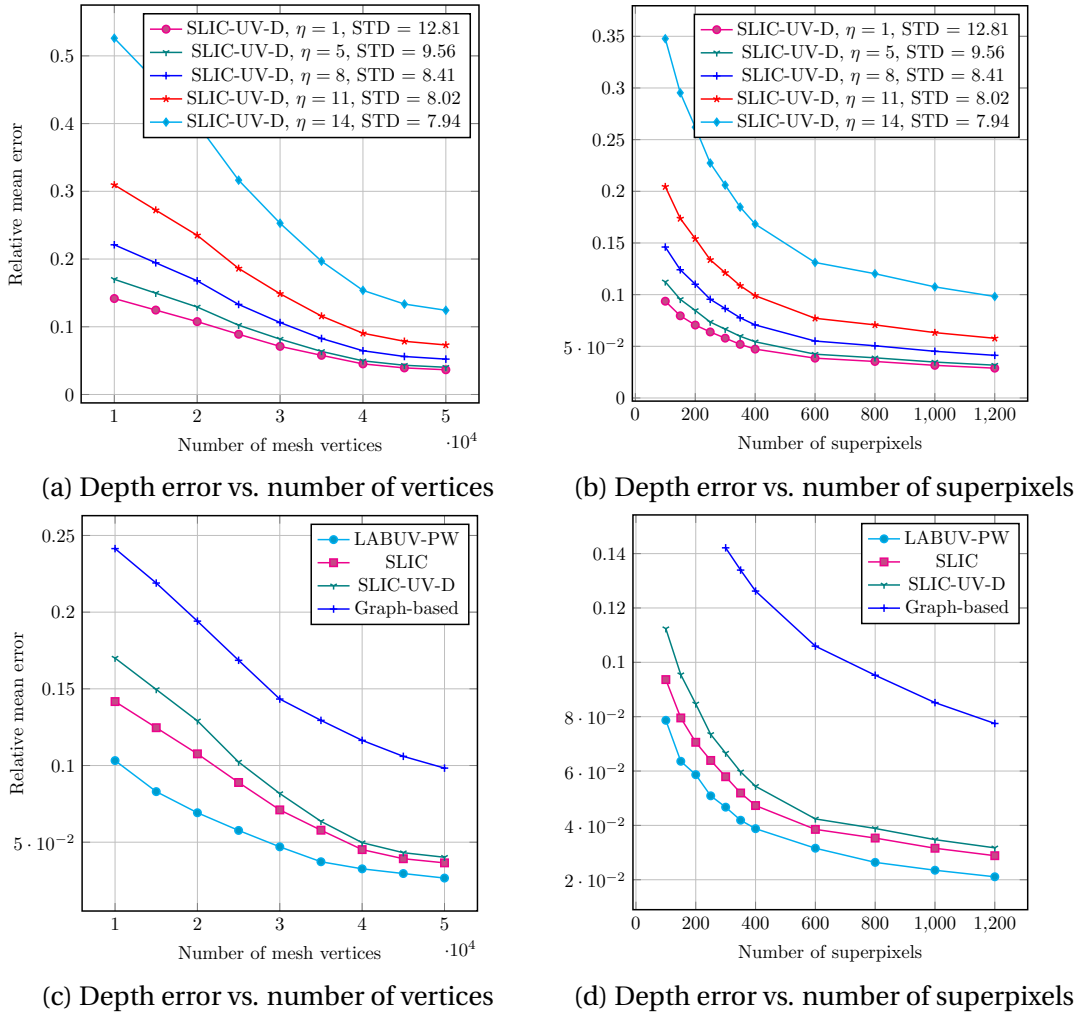 SLIC-UV-D, η = 1, STD = 12.81
SLIC-UV-D, η = 5, STD = 9.56
SLIC-UV-D, η = 8, STD = 8.41
SLIC-UV-D, η = 11, STD = 8.02
SLIC-UV-D, η = 14, STD = 7.94
0.5
0.4
0.3
0.2
0.1
0
Relative mean error
1 2 3 4 5
·10⁴
Number of mesh vertices
(a) Depth error vs. number of vertices
SLIC-UV-D, η = 1, STD = 12.81
SLIC-UV-D, η = 5, STD = 9.56
SLIC-UV-D, η = 8, STD = 8.41
SLIC-UV-D, η = 11, STD = 8.02
SLIC-UV-D, η = 14, STD = 7.94
0.35
0.3
0.25
0.2
0.15
0.1
5 · 10⁻²
0
0 200 400 600 800 1,000 1,200
Number of superpixels
(b) Depth error vs. number of superpixels
LABUV-PW
SLIC
SLIC-UV-D
Graph-based
0.25
0.2
0.15
0.1
5 · 10⁻²
Relative mean error
1 2 3 4 5
·10⁴
Number of mesh vertices
(c) Depth error vs. number of vertices
LABUV-PW
SLIC
SLIC-UV-D
Graph-based
0.14
0.12
0.1
8 · 10⁻²
6 · 10⁻²
4 · 10⁻²
2 · 10⁻²
0 200 400 600 800 1,000 1,200
Number of superpixels
(d) Depth error vs. number of superpixels